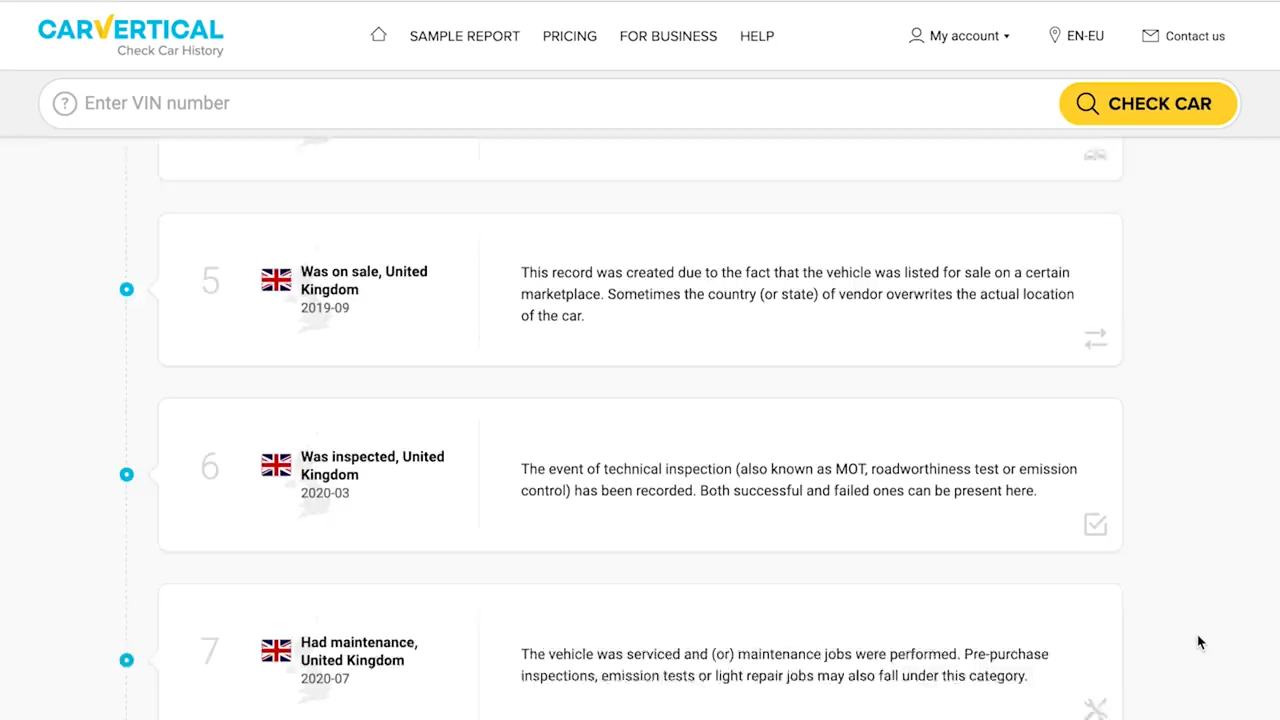 CARVERTICAL
Check Car History
SAMPLE REPORT
PRICING
FOR BUSINESS
HELP
My account
EN-EU
Contact us
? Enter VIN number
CHECK CAR
5
Was on sale, United
Kingdom
2019-09
This record was created due to the fact that the vehicle was listed for sale on a certain
marketplace. Sometimes the country (or state) of vendor overwrites the actual location
of the car.
6
Was inspected, United
Kingdom
2020-03
The event of technical inspection (also known as MOT, roadworthiness test or emission
control) has been recorded. Both successful and failed ones can be present here.
7
Had maintenance,
United Kingdom
2020-07
The vehicle was serviced and (or) maintenance jobs were performed. Pre-purchase
inspections, emission tests or light repair jobs may also fall under this category.